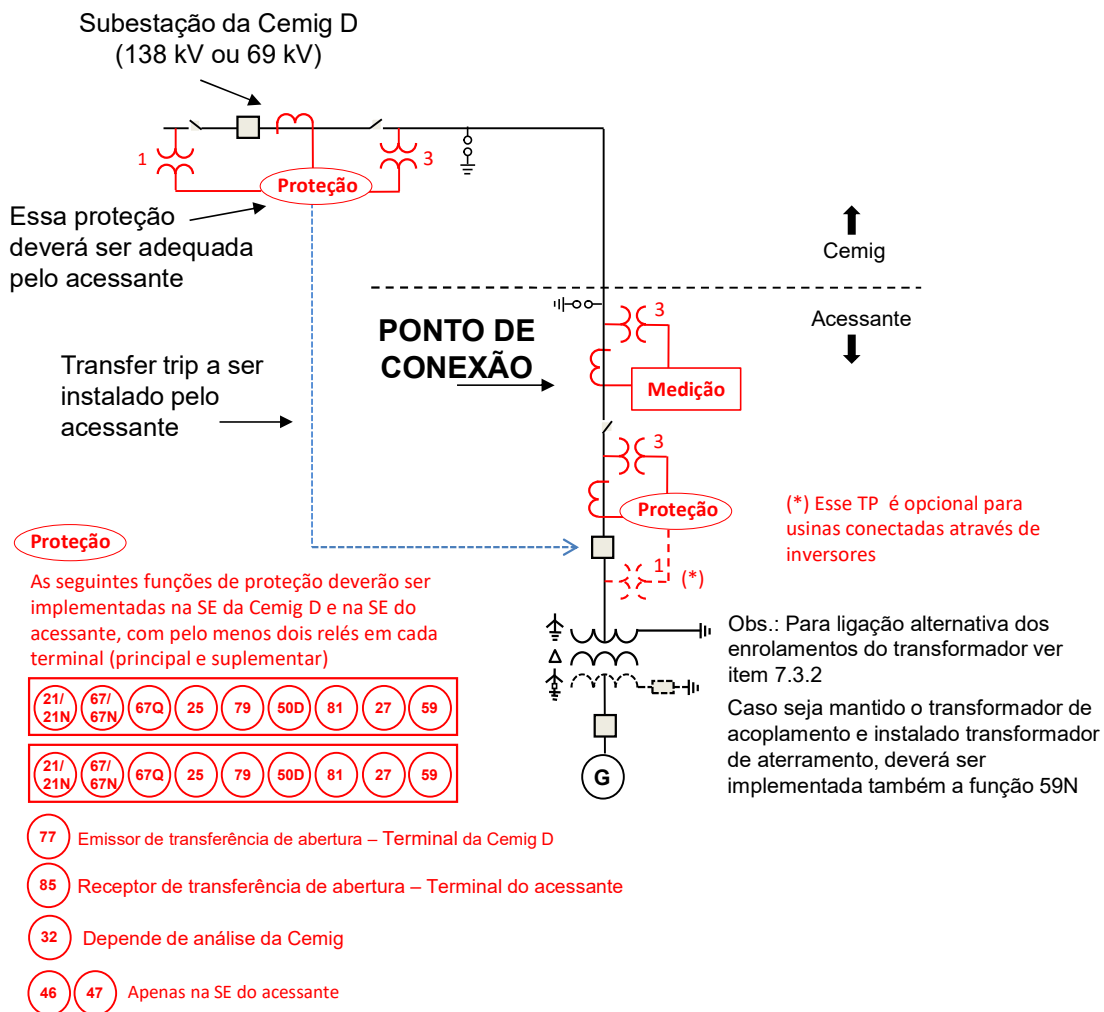 Subestação da Cemig D
(138 kV ou 69 kV)
1
3
Proteção
Essa proteção
deverá ser adequada
pelo acessante
Cemig
Acessante
PONTO DE
CONEXÃO
3
Medição
Transfer trip a ser
instalado pelo
acessante
3
Proteção
(*) Esse TP é opcional para
usinas conectadas através de
inversores
1
(*)
Proteção
As seguintes funções de proteção deverão ser
implementadas na SE da Cemig D e na SE do
acessante, com pelo menos dois relés em cada
terminal (principal e suplementar)
Obs.: Para ligação alternativa dos
enrolamentos do transformador ver
item 7.3.2
Caso seja mantido o transformador de
acoplamento e instalado transformador
de aterramento, deverá ser
implementada também a função 59N
Δ
G
21/
21N
67/
67N
67Q
25
79
50D
81
27
59
21/
21N
67/
67N
67Q
25
79
50D
81
27
59
77 Emissor de transferência de abertura – Terminal da Cemig D
85 Receptor de transferência de abertura – Terminal do acessante
32 Depende de análise da Cemig
46 47 Apenas na SE do acessante